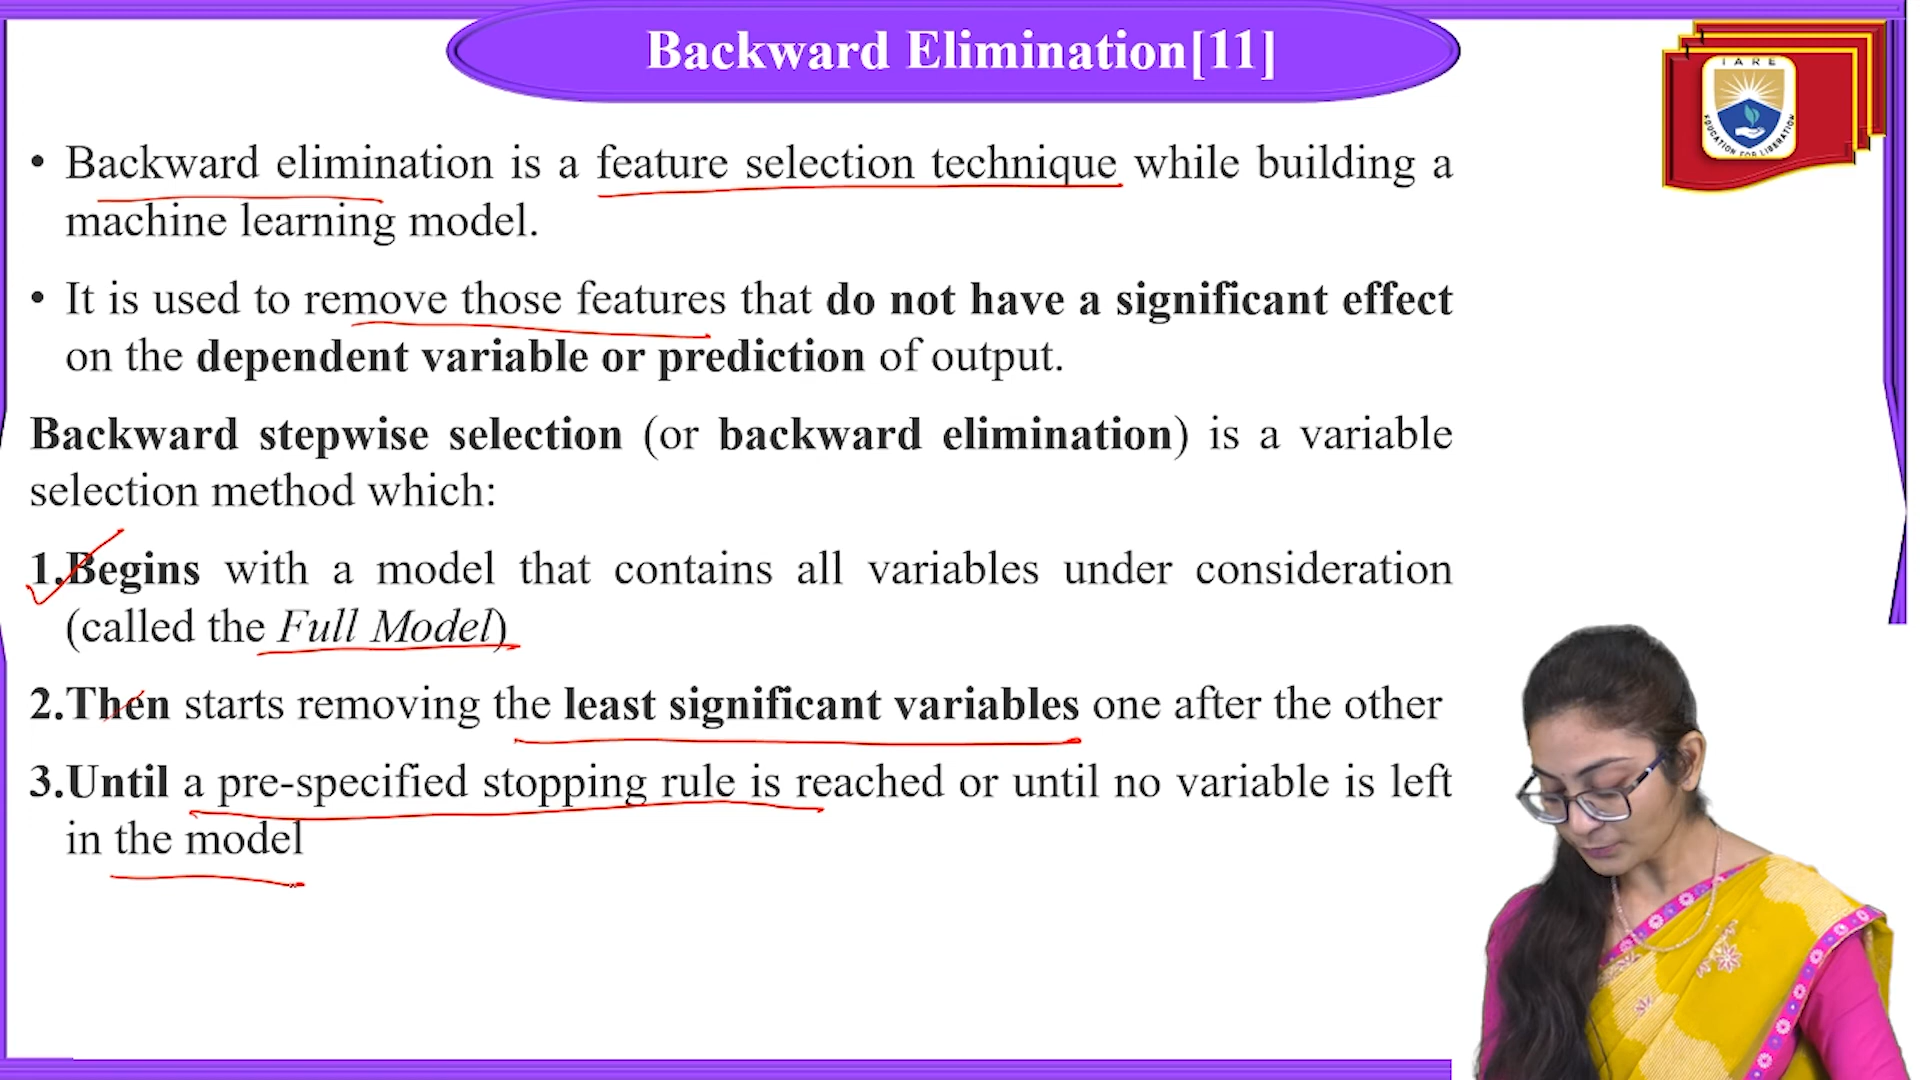 Backward Elimination[11]
IARE
EDUCATION FOR LIBERATION
• Backward elimination is a feature selection technique while building a
machine learning model.
• It is used to remove those features that do not have a significant effect
on the dependent variable or prediction of output.
Backward stepwise selection (or backward elimination) is a variable
selection method which:
1.Begins with a model that contains all variables under consideration
(called the Full Model)
2.Then starts removing the least significant variables one after the other
3.Until a pre-specified stopping rule is reached or until no variable is left
in the model